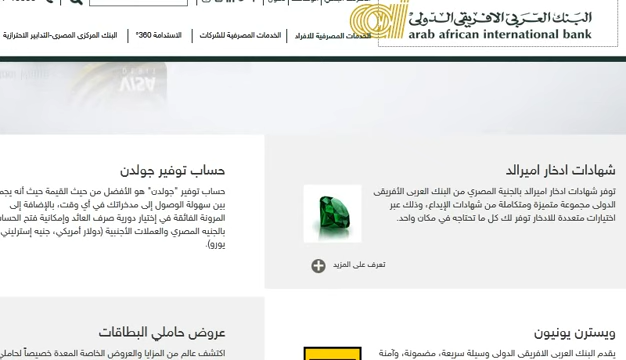 البنك العربى الافريقى الدولى
arab african international bank
الخدمات المصرفية للافراد
الخدمات المصرفية للشركات
الاستدامة 360°
البنك المركزى المصرى-التدابير الاحترازية
VISA
شهادات ادخار اميرالد
توفر شهادات ادخار اميرالد بالجنية المصري من البنك العربى الأفريقى
الدولى مجموعة متميزة ومتكاملة من شهادات الإيداع، وذلك عبر
اختيارات متعددة للادخار توفر لك كل ما تحتاجه في مكان واحد.
تعرف على المزيد
حساب توفير جولدن
حساب توفير "جولدن" هو الأفضل من حيث القيمة حيث أنه
بين سهولة الوصول إلى مدخراتك في أي وقت، بالإضافة إلى
المرونة الفائقة في إختيار دورية صرف العائد وإمكانية فتح
بالجنيه المصري والعملات الأجنبية (دولار أمريكي، جنيه إسترليني
يورو).
ويسترن يونيون
يقدم البنك العربى الافريقى الدولى وسيلة سريعة، مضمونة، وآمنة
عروض حاملي البطاقات
اكتشف عالم من المزايا والعروض الخاصة المعدة خصيصاً لحاملي